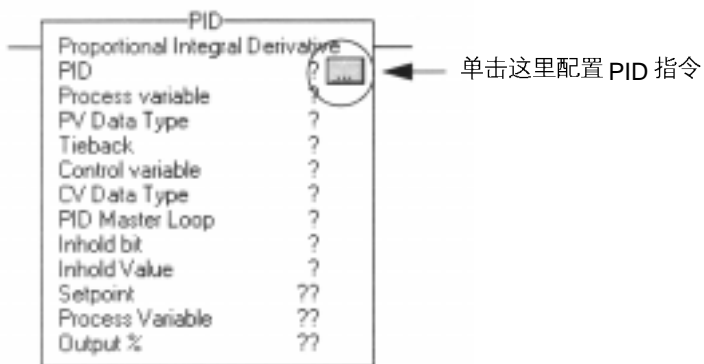 PID
Proportional Integral Derivative
PID ? ...
单击这里配置 PID 指令
Process variable ?
PV Data Type ?
Tieback ?
Control variable ?
CV Data Type ?
PID Master Loop ?
Inhold bit ?
Inhold Value ?
Setpoint ??
Process Variable ??
Output % ??